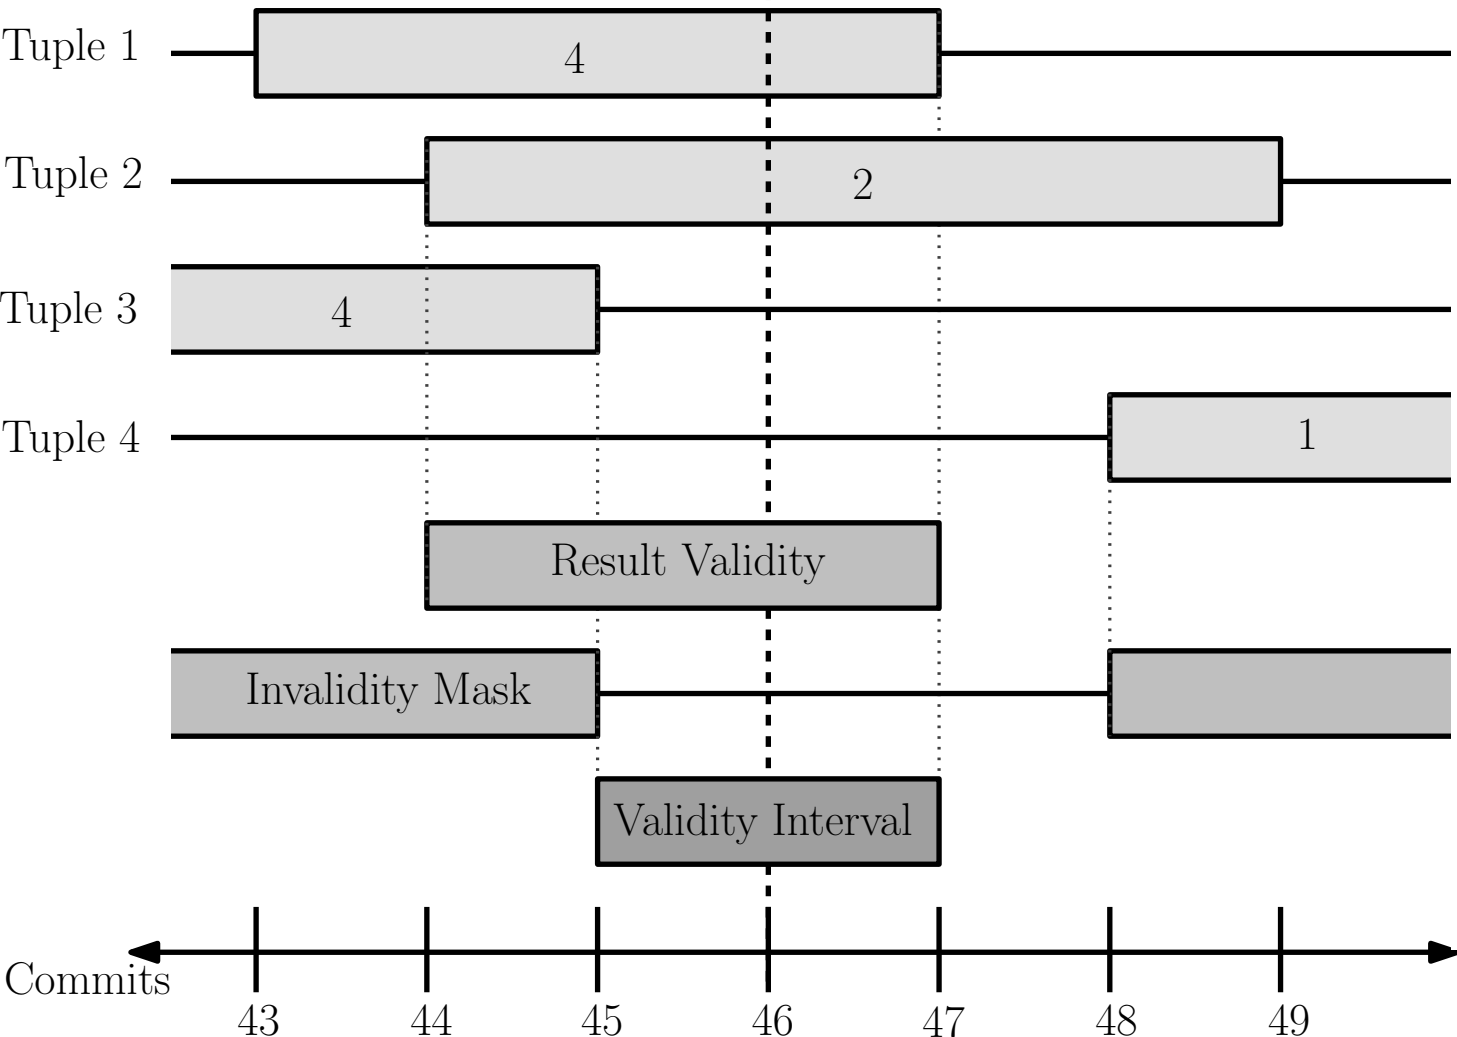 Tuple 1
4
Tuple 2
2
Tuple 3
4
Tuple 4
1
Result Validity
Invalidity Mask
Validity Interval
Commits
43 44 45 46 47 48 49